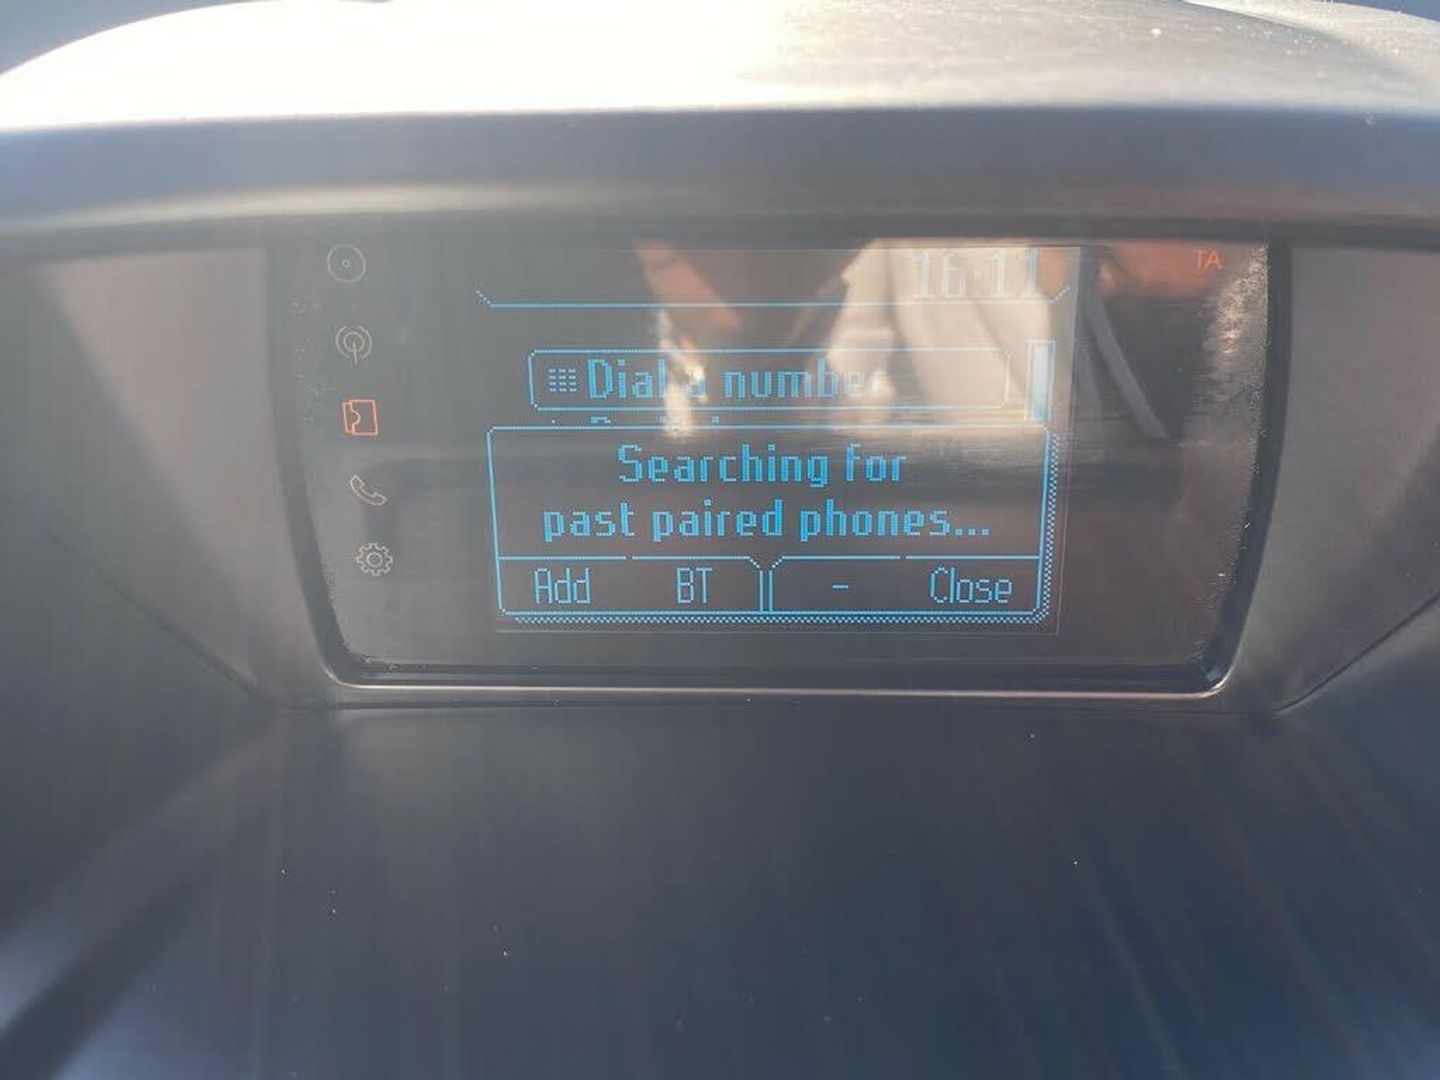 16:11
TA
Dial a number
Searching for
past paired phones...
Add BT - Close